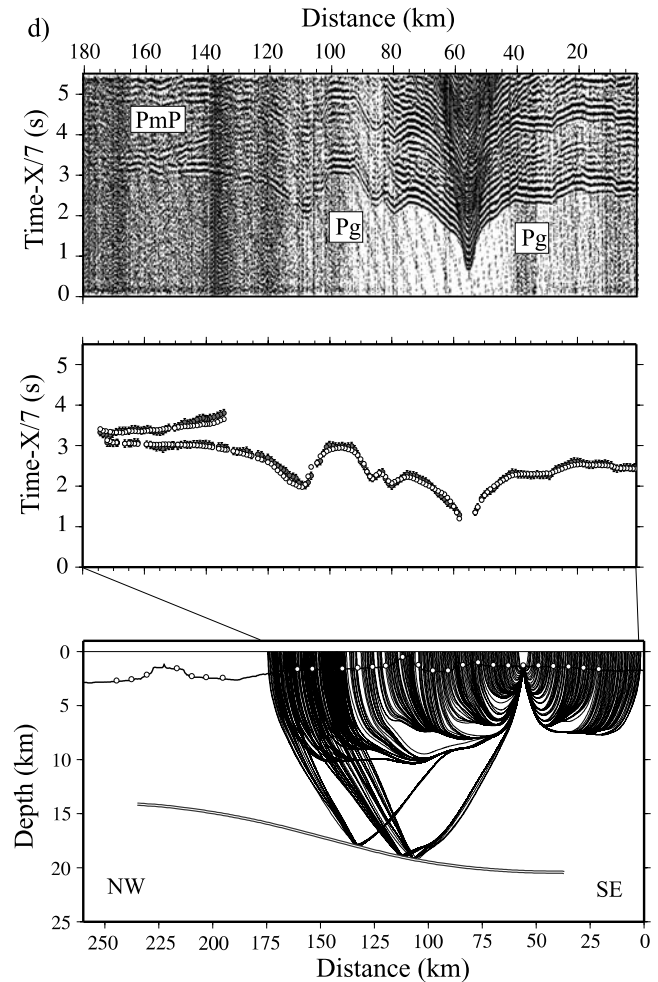 d)
Distance (km)
180 160 140 120 100 80 60 40 20
Time-X/7 (s)
5
4
3
2
1
0
PmP
Pg
Pg
Time-X/7 (s)
5
4
3
2
1
0
Depth (km)
0
5
10
15
20
25
NW
SE
250 225 200 175 150 125 100 75 50 25 0
Distance (km)